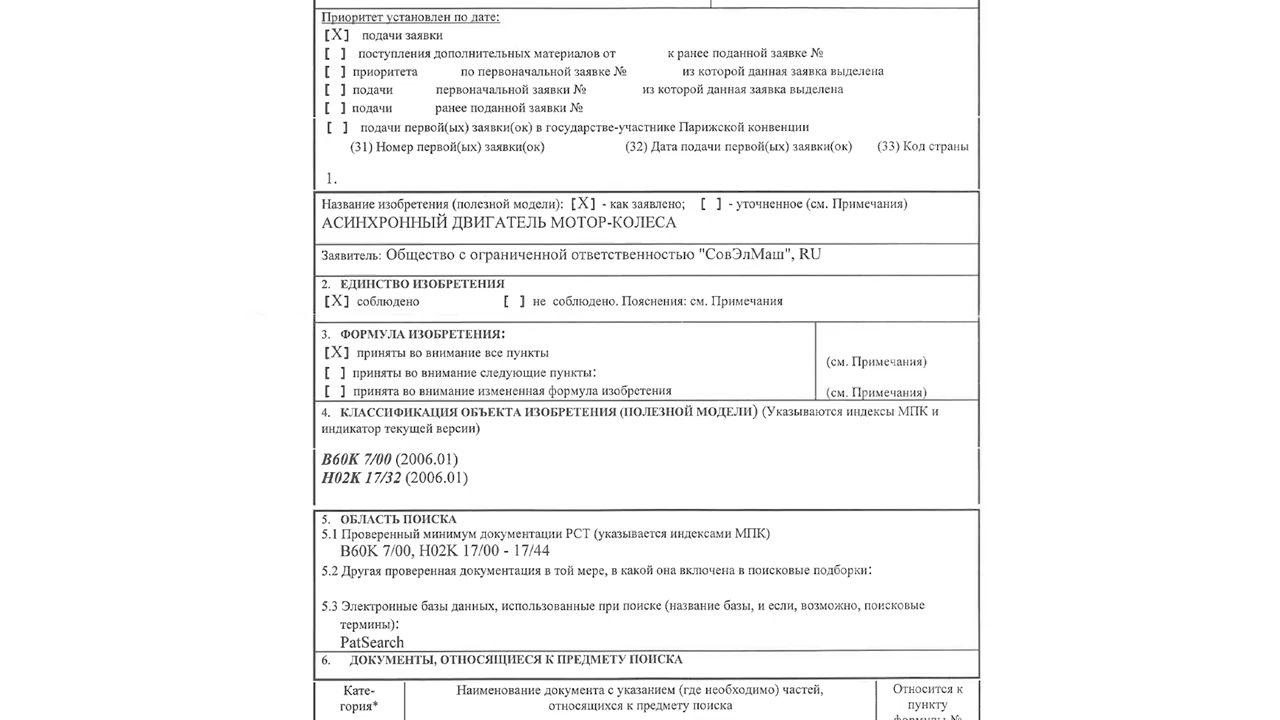 Приоритет установлен по дате:
[X] подачи заявки
[ ] поступления дополнительных материалов от к ранее поданной заявке №
[ ] приоритета по первоначальной заявке № из которой данная заявка выделена
[ ] подачи первоначальной заявки № из которой данная заявка выделена
[ ] подачи ранее поданной заявки №
[ ] подачи первой(ых) заявки(ок) в государстве-участнике Парижской конвенции
(31) Номер первой(ых) заявки(ок) (32) Дата подачи первой(ых) заявки(ок) (33) Код страны
1.
Название изобретения (полезной модели): [X] - как заявлено; [ ] - уточненное (см. Примечания)
АСИНХРОННЫЙ ДВИГАТЕЛЬ МОТОР-КОЛЕСА
Заявитель: Общество с ограниченной ответственностью "СовЭлМаш", RU
2. ЕДИНСТВО ИЗОБРЕТЕНИЯ
[X] соблюдено [ ] не соблюдено. Пояснения: см. Примечания
3. ФОРМУЛА ИЗОБРЕТЕНИЯ:
[X] приняты во внимание все пункты
(см. Примечания)
[ ] приняты во внимание следующие пункты:
[ ] принята во внимание измененная формула изобретения (см. Примечания)
4. КЛАССИФИКАЦИЯ ОБЪЕКТА ИЗОБРЕТЕНИЯ (ПОЛЕЗНОЙ МОДЕЛИ) (Указываются индексы МПК и
индикатор текущей версии)
B60K 7/00 (2006.01)
H02K 17/32 (2006.01)
5. ОБЛАСТЬ ПОИСКА
5.1 Проверенный минимум документации РСТ (указывается индексами МПК)
B60K 7/00, H02K 17/00 - 17/44
5.2 Другая проверенная документация в той мере, в какой она включена в поисковые подборки:
5.3 Электронные базы данных, использованные при поиске (название базы, и если, возможно, поисковые
термины):
PatSearch
6. ДОКУМЕНТЫ, ОТНОСЯЩИЕСЯ К ПРЕДМЕТУ ПОИСКА
Кате-
гория*
Наименование документа с указанием (где необходимо) частей,
относящихся к предмету поиска
Относится к
пункту
формулы №